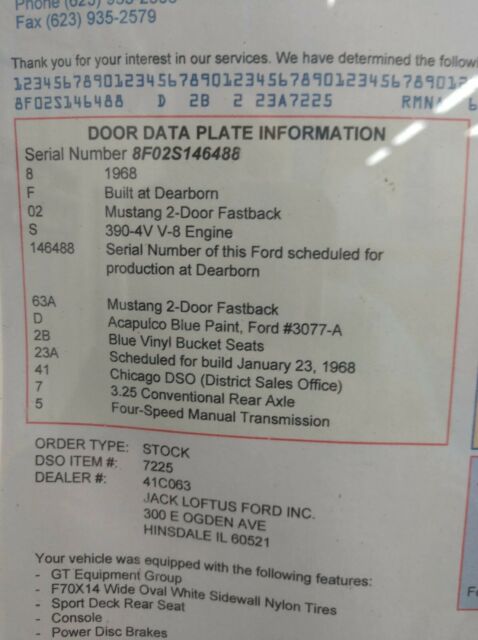 Fax (623) 935-2579
Thank you for your interest in our services. We have determined the
123456789012345678901234567890123456789012345678901
8F02S146488 D 2B 2 23A7225
DOOR DATA PLATE INFORMATION
Serial Number 8F02S146488
8 1968
F Built at Dearborn
02 Mustang 2-Door Fastback
S 390-4V V-8 Engine
146488 Serial Number of this Ford scheduled for
production at Dearborn
63A Mustang 2-Door Fastback
D Acapulco Blue Paint, Ford #3077-A
2B Blue Vinyl Bucket Seats
23A Scheduled for build January 23, 1968
41 Chicago DSO (District Sales Office)
7 3.25 Conventional Rear Axle
5 Four-Speed Manual Transmission
ORDER TYPE: STOCK
DSO ITEM #: 7225
DEALER #: 41C063
JACK LOFTUS FORD INC.
300 E OGDEN AVE
HINSDALE IL 60521
Your vehicle was equipped with the following features:
- GT Equipment Group
- F70X14 Wide Oval White Sidewall Nylon Tires
- Sport Deck Rear Seat
- Console
- Power Disc Brakes